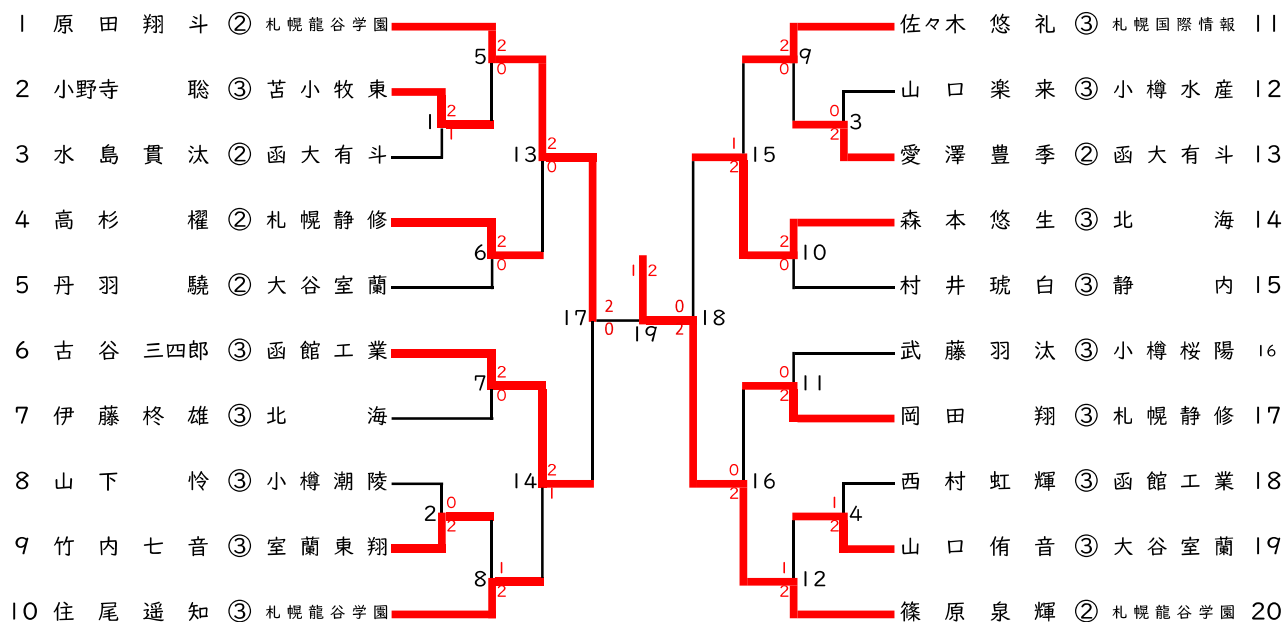 1 原田翔斗 ② 札幌龍谷学園
2 小野寺聡 ③ 苫小牧東
3 水島貫汰 ② 函大有斗
4 高杉櫂 ② 札幌静修
5 丹羽驍 ② 大谷室蘭
6 古谷三四郎 ③ 函館工業
7 伊藤柊雄 ③ 北海
8 山下怜 ③ 小樽潮陵
9 竹内七音 ③ 室蘭東翔
10 住尾遥知 ③ 札幌龍谷学園
5 2 0
1 2 1
13 2 0
6 2 0
17 2 0
7 2 0
14 2 1
2 0 2
8 1 2
1 2
19
佐々木悠礼 ③ 札幌国際情報 11
山口楽来 ③ 小樽水産 12
愛澤豊季 ② 函大有斗 13
森本悠生 ③ 北海 14
村井琥白 ③ 静内 15
武藤羽汰 ③ 小樽桜陽 16
岡田翔 ③ 札幌静修 17
西村虹輝 ③ 函館工業 18
山口侑音 ③ 大谷室蘭 19
篠原泉輝 ② 札幌龍谷学園 20
2 0 9
0 2 3
1 2 15
2 0 10
0 2 18
0 2 11
0 2 16
1 2 4
1 2 12